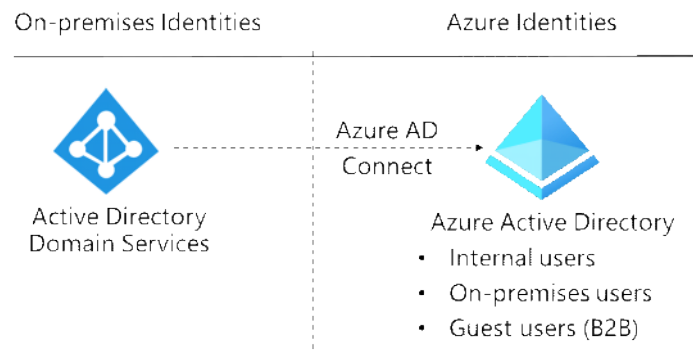 On-premises Identities
Azure Identities
Azure AD
Connect
Active Directory
Domain Services
Azure Active Directory
• Internal users
• On-premises users
• Guest users (B2B)